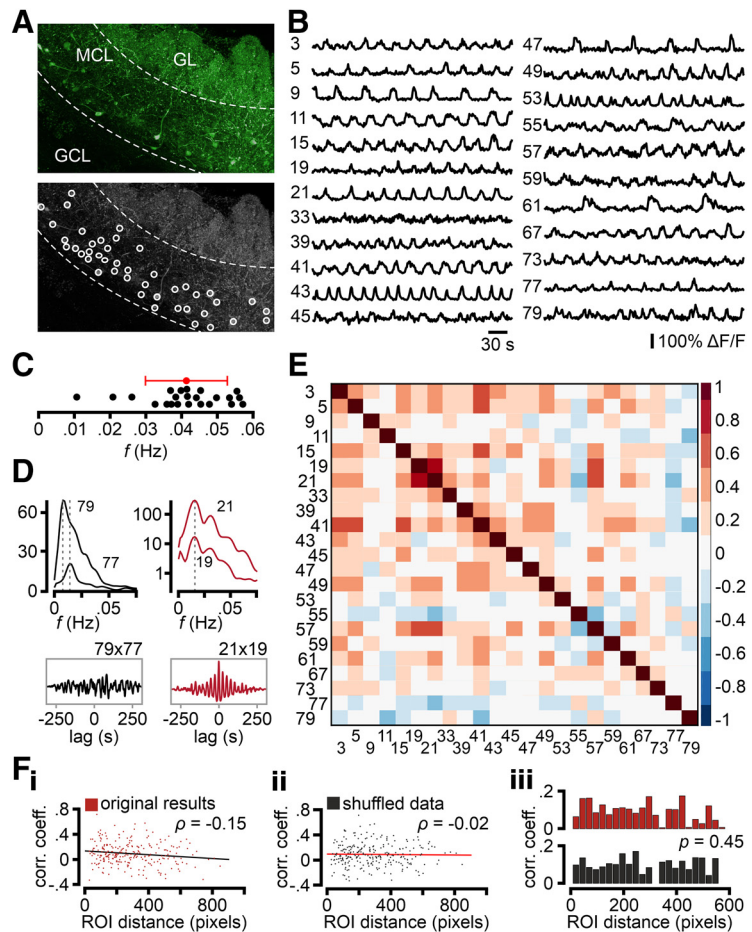 A
MCL
GL
GCL
B
3
5
9
11
15
19
21
33
39
41
43
45
30 s
47
49
53
55
57
59
61
67
73
77
79
100% ΔF/F
C
0 .01 .02 .03 .04 .05 .06
f (Hz)
D
60
30
0
79
77
0 .05
f (Hz)
100
10
1
21
19
0 .05
f (Hz)
79x77
-250 0 250
lag (s)
21x19
-250 0 250
lag (s)
E
3
5
9
11
15
19
21
33
39
41
43
45
47
49
53
55
57
59
61
67
73
77
79
5 11 19 33 41 45 49 55 59 67 77
3 9 15 21 39 43 47 53 57 61 73 79
1
0.8
0.6
0.4
0.2
0
-0.2
-0.4
-0.6
-0.8
-1
F i
original results
ρ = -0.15
corr. coeff.
.8
.4
0
-.4
0 400 800
ROI distance (pixels)
ii
shuffled data
ρ = -0.02
corr. coeff.
.8
.4
0
-.4
0 400 800
ROI distance (pixels)
iii
corr. coeff.
.2
0
p = 0.45
2
0
0 200 400 600
ROI distance (pixels)